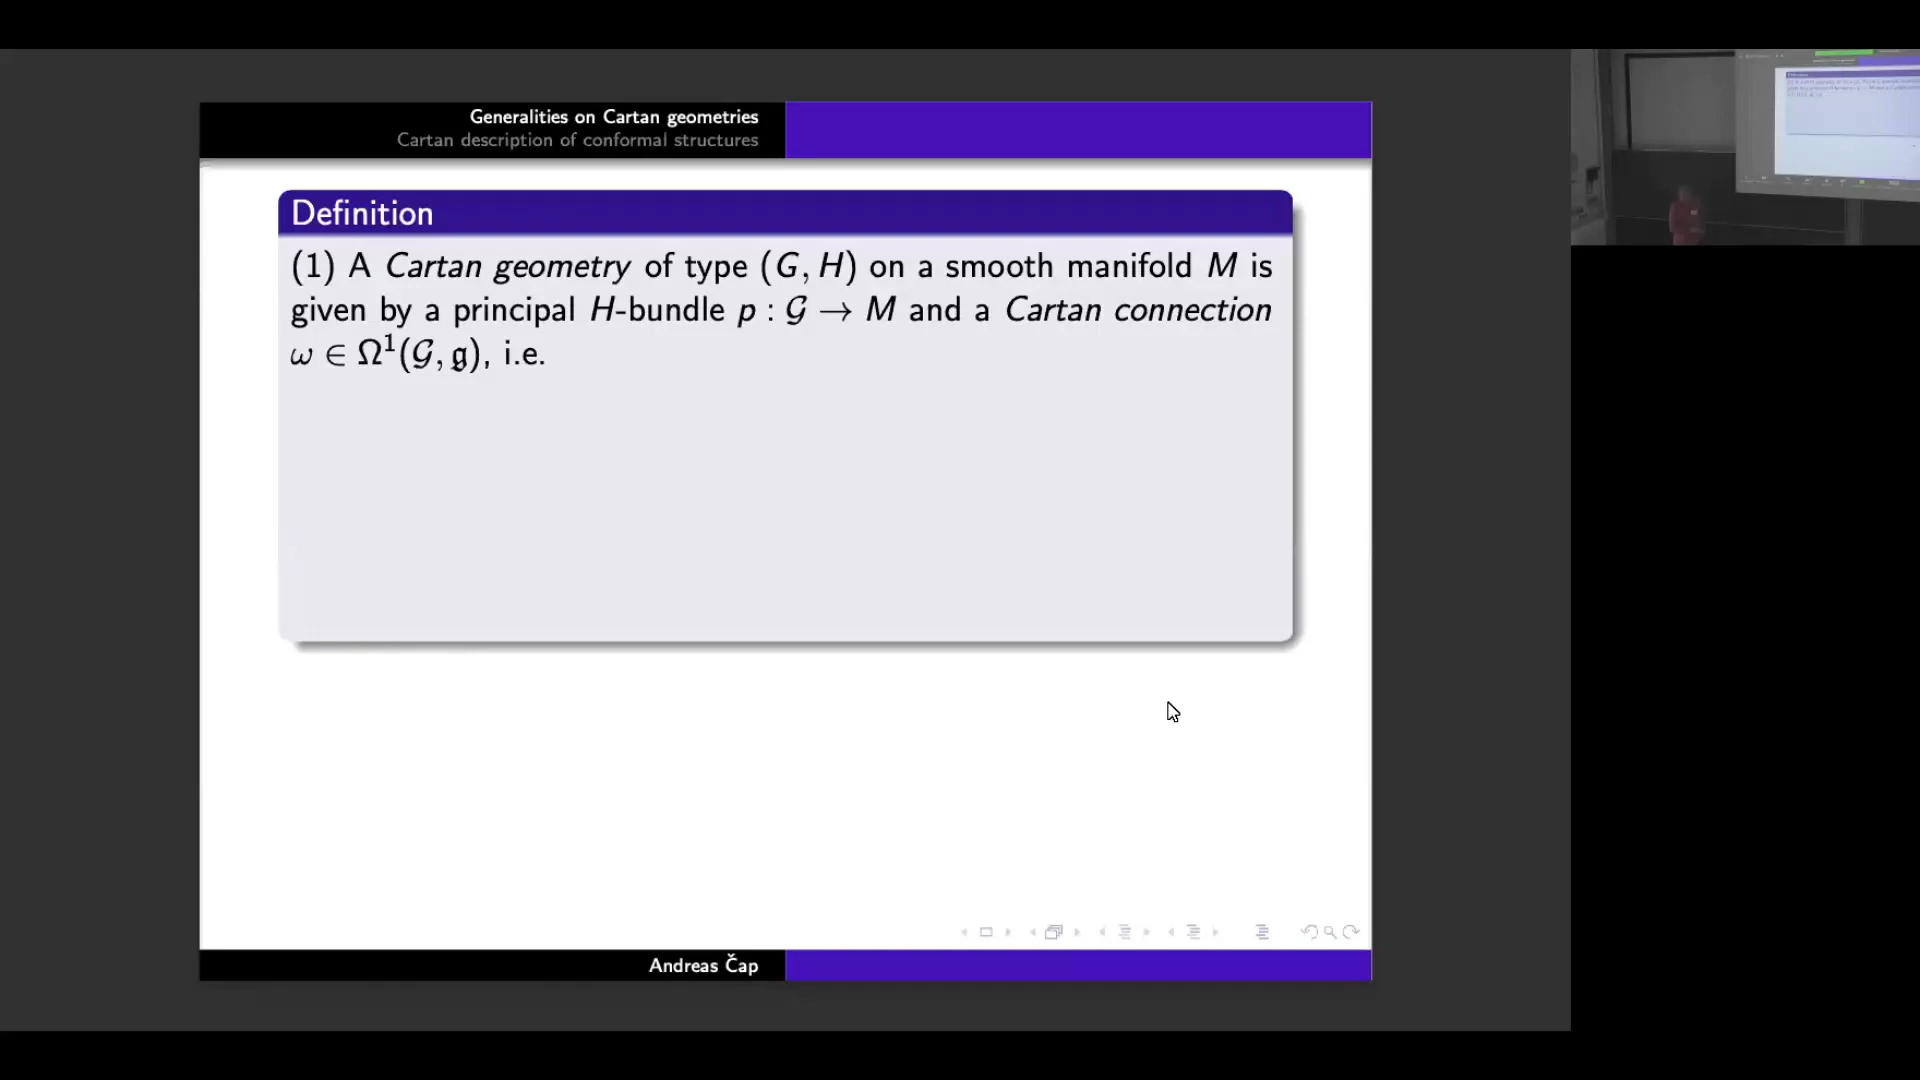 Generalities on Cartan geometries
Cartan description of conformal structures
Definition
(1) A Cartan geometry of type (G, H) on a smooth manifold M is
given by a principal H-bundle p : 𝒢 → M and a Cartan connection
ω ∈ Ω¹(𝒢, 𝔤), i.e.
Andreas Čap